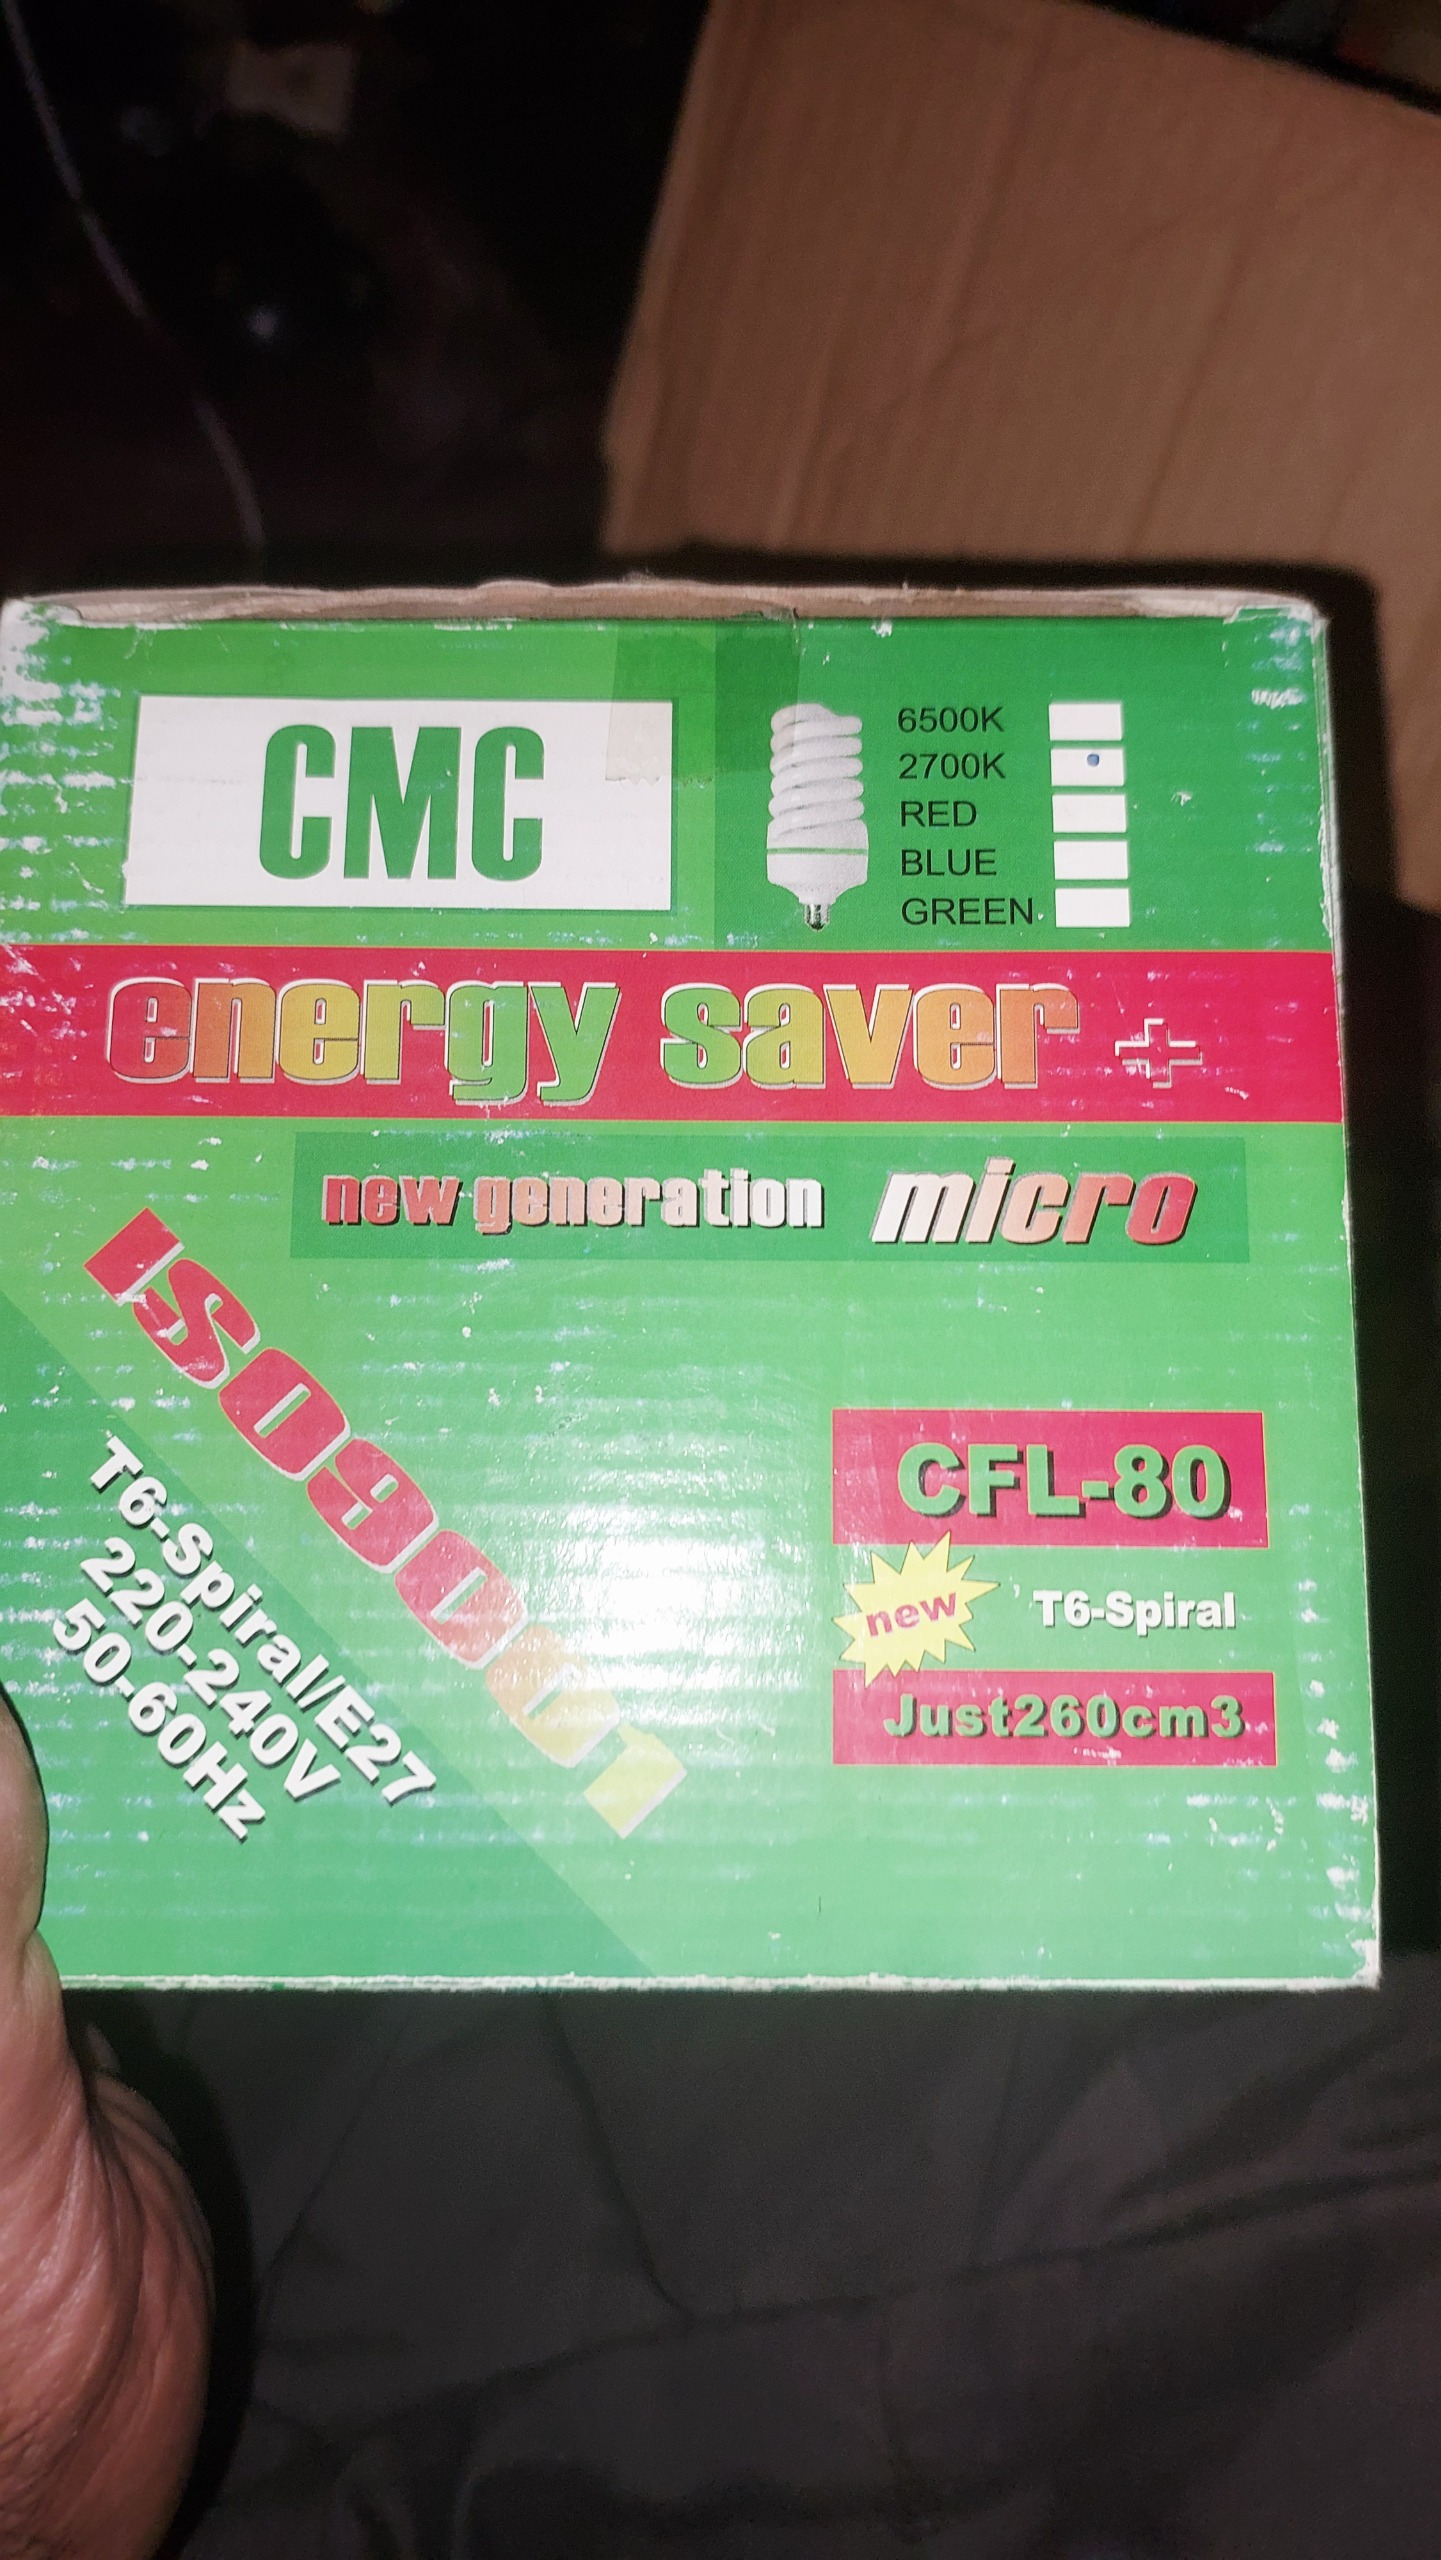 CMC
6500K
2700K
RED
BLUE
GREEN
energy saver +
new generation micro
ISO9001
T6-Spiral/E27
220-240V
50-60Hz
CFL-80
new T6-Spiral
Just260cm3